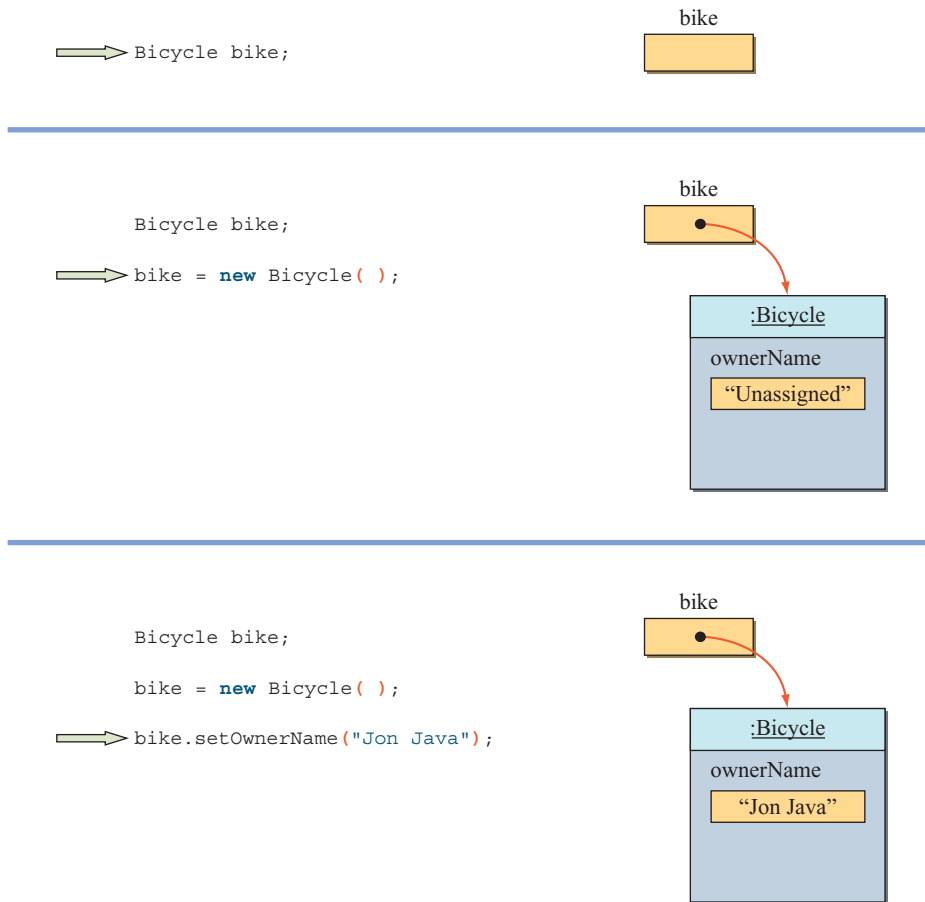 bike
Bicycle bike;
bike
Bicycle bike;
bike = new Bicycle( );
:Bicycle
ownerName
“Unassigned”
bike
Bicycle bike;
bike = new Bicycle( );
bike.setOwnerName("Jon Java");
:Bicycle
ownerName
“Jon Java”